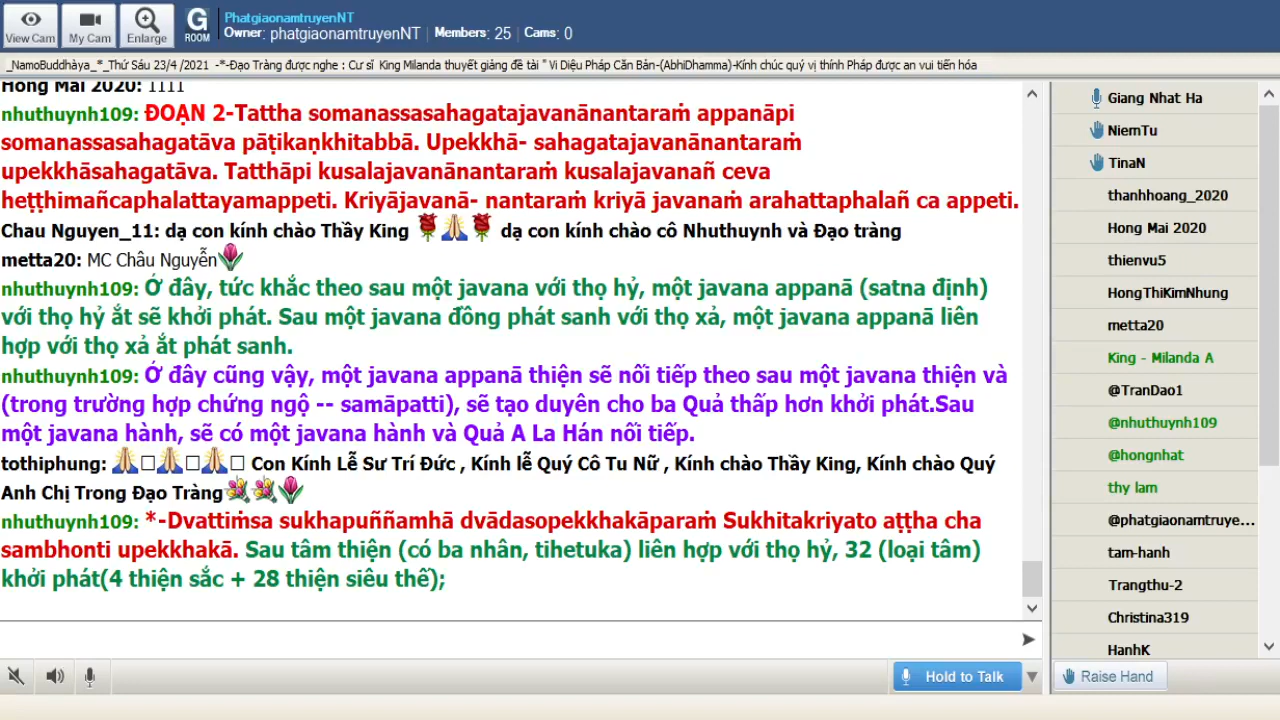 View Cam
My Cam
Enlarge
G
ROOM
PhatgiaonamtruyenNT
Owner: phatgiaonamtruyenNT | Members: 25 | Cams: 0
_NamoBuddhàya_*_Thứ Sáu 23/4 /2021 -*-Đạo Tràng được nghe : Cư sĩ King Milanda thuyết giảng đề tài " Vi Diệu Pháp Căn Bản-(AbhiDhamma)-Kính chúc quý vị thính Pháp được an vui tiến hóa
Hong Mai 2020: 1111
nhuthuynh109: ĐOẠN 2-Tattha somanassasahagatajavanānantaraṁ appanāpi
somanassasahagatāva pāṭikaṇkhitabbā. Upekkhā- sahagatajavanānantaraṁ
upekkhāsahagatāva. Tatthāpi kusalajavanānantaraṁ kusalajavanañ ceva
heṭṭhimañcaphalattayamappeti. Kriyājavanā- nantaraṁ kriyā javanaṁ arahattaphalañ ca appeti.
Chau Nguyen_11: dạ con kính chào Thầy King 🌹🙏🌹 dạ con kính chào cô Nhuthuynh và Đạo tràng
metta20: MC Châu Nguyễn🌷
nhuthuynh109: Ở đây, tức khắc theo sau một javana với thọ hỷ, một javana appanā (satna định)
với thọ hỷ ắt sẽ khởi phát. Sau một javana đồng phát sanh với thọ xả, một javana appanā liên
hợp với thọ xả ắt phát sanh.
nhuthuynh109: Ở đây cũng vậy, một javana appanā thiện sẽ nối tiếp theo sau một javana thiện và
(trong trường hợp chứng ngộ -- samāpatti), sẽ tạo duyên cho ba Quả thấp hơn khởi phát.Sau
một javana hành, sẽ có một javana hành và Quả A La Hán nối tiếp.
tothiphung: 🙏□🙏□🙏□ Con Kính Lễ Sư Trí Đức , Kính lễ Quý Cô Tu Nữ , Kính chào Thầy King, Kính chào Quý
Anh Chị Trong Đạo Tràng💐💐🌷
nhuthuynh109: *-Dvattiṁsa sukhapuññamhā dvādasopekkhakāparaṁ Sukhitakriyato aṭṭha cha
sambhonti upekkhakā. Sau tâm thiện (có ba nhân, tihetuka) liên hợp với thọ hỷ, 32 (loại tâm)
khởi phát(4 thiện sắc + 28 thiện siêu thế);
Hold to Talk
Giang Nhat Ha
NiemTu
TinaN
thanhhoang_2020
Hong Mai 2020
thienvu5
HongThiKimNhung
metta20
King - Milanda A
@TranDao1
@nhuthuynh109
@hongnhat
thy lam
@phatgiaonamtruye...
tam-hanh
Trangthu-2
Christina319
HanhK
Raise Hand